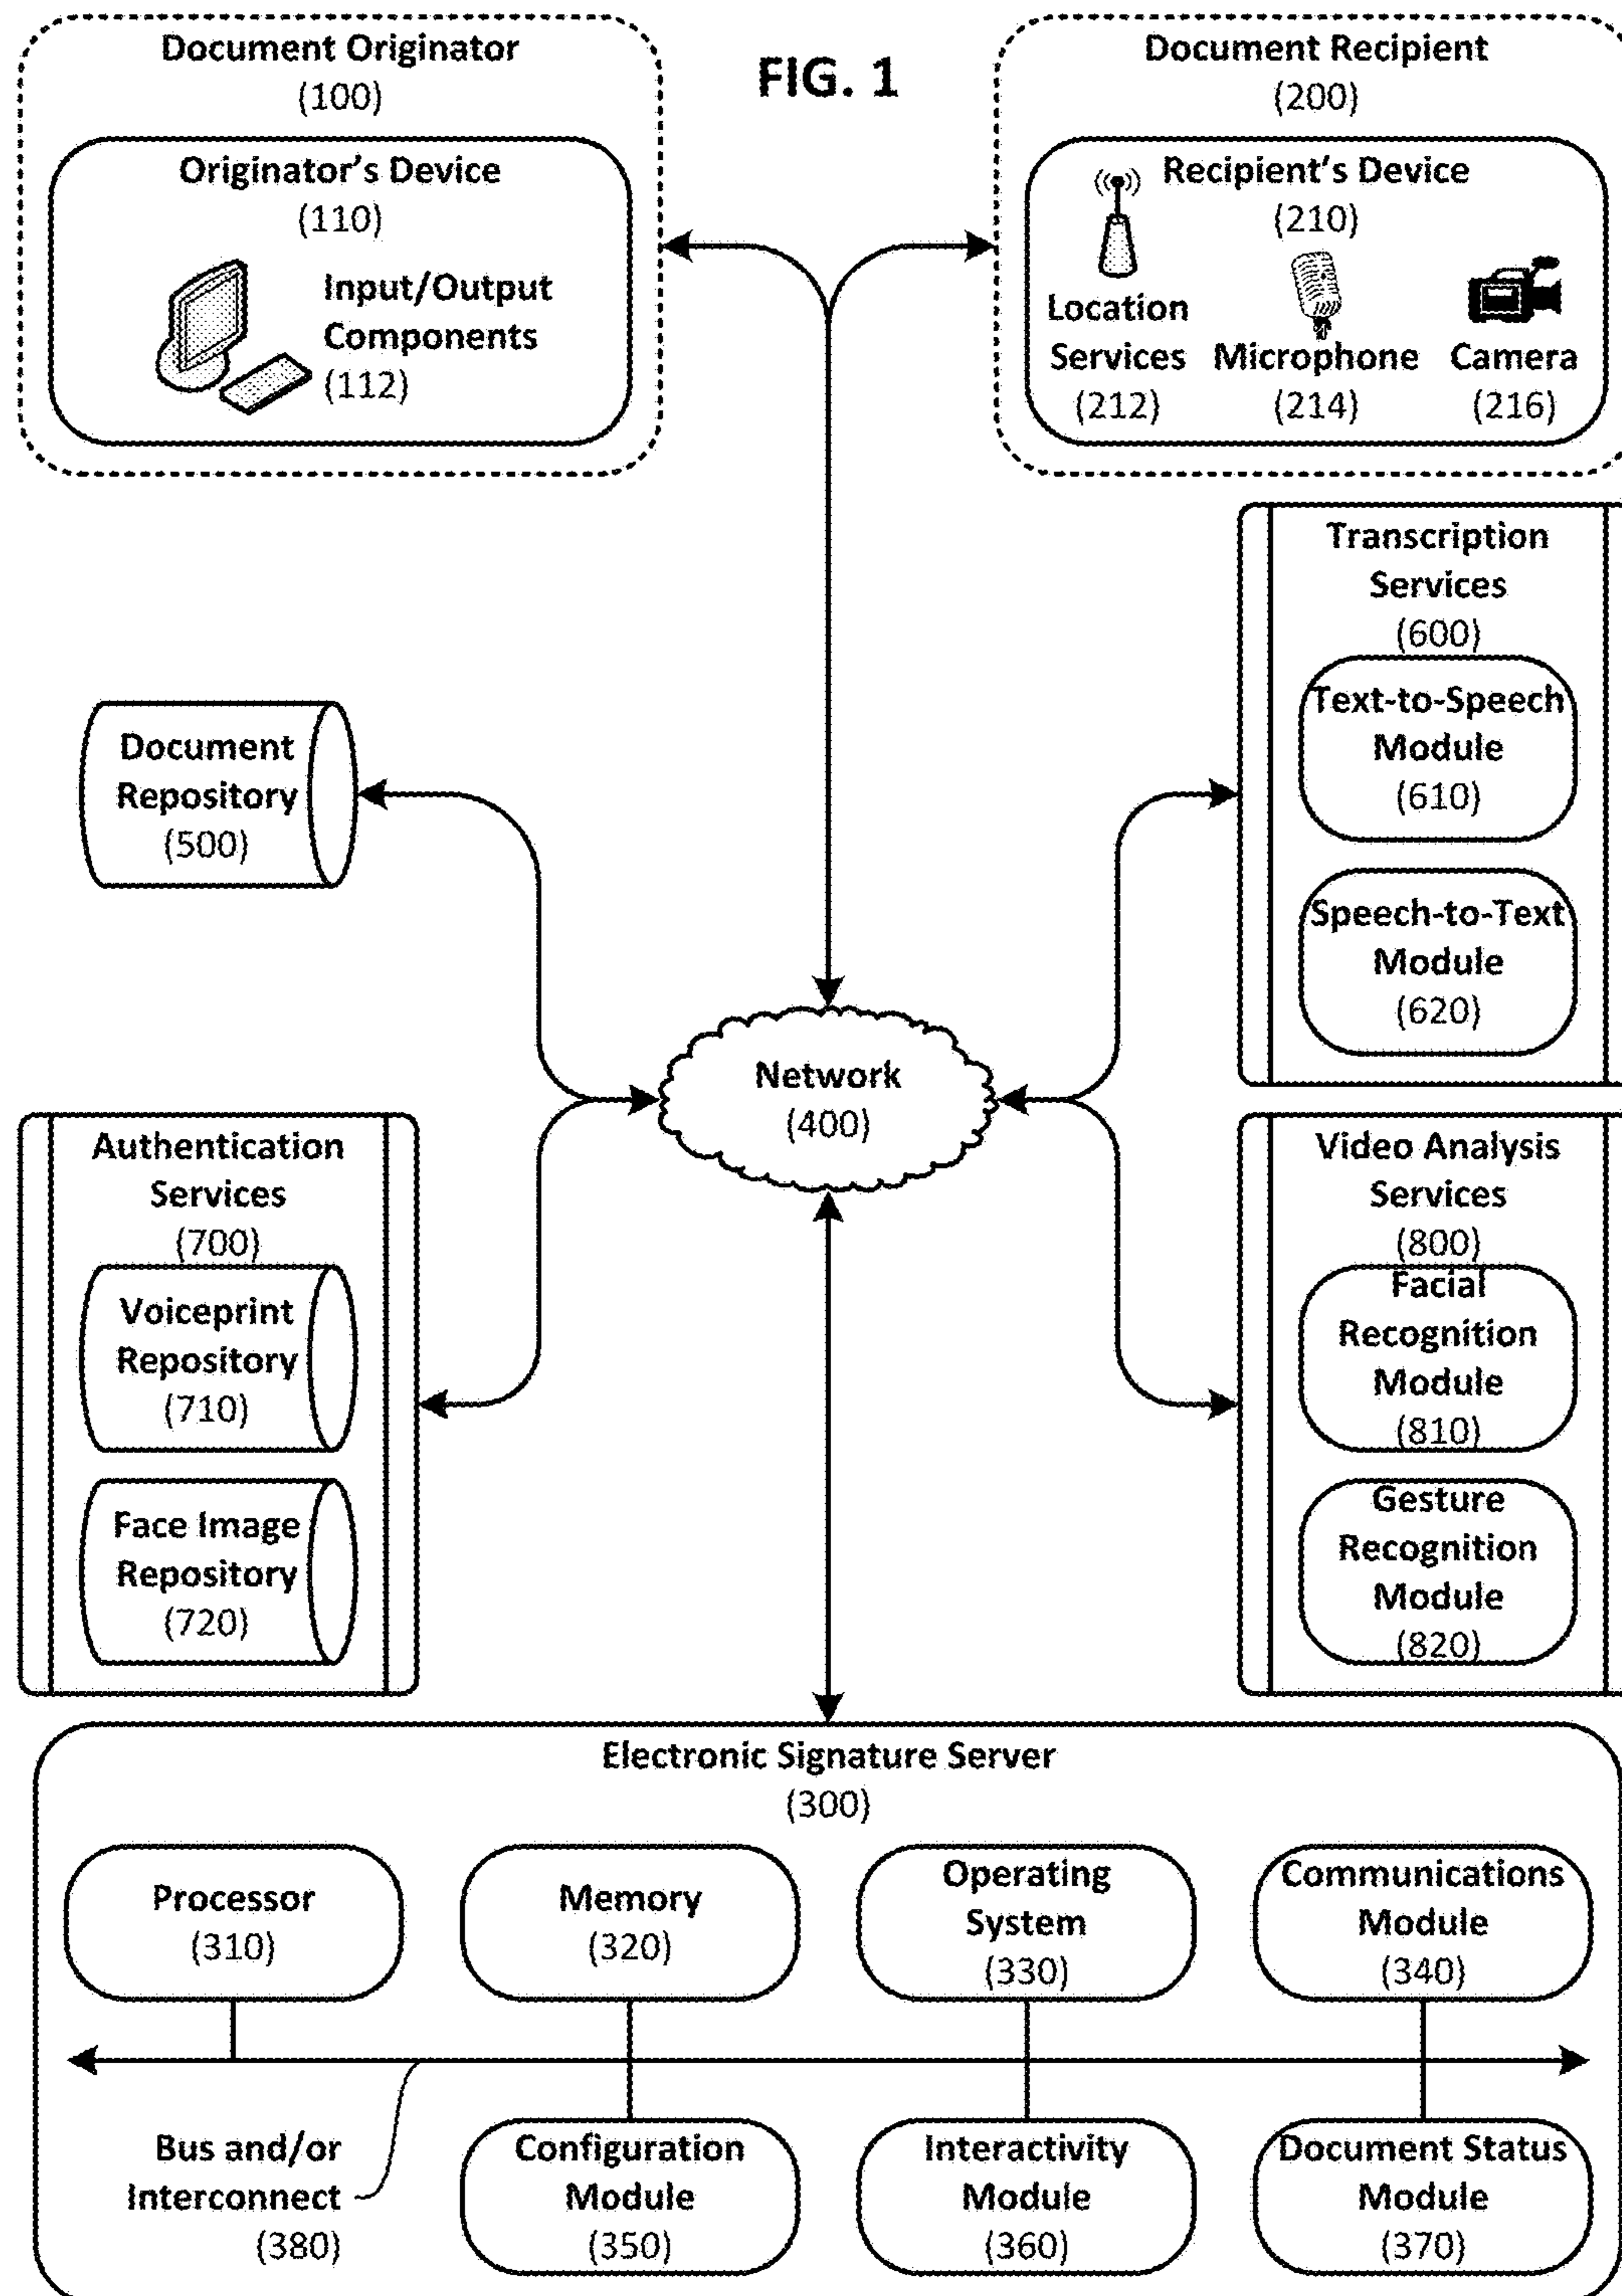 Document Originator
(100)
FIG. 1
Document Recipient
(200)
Originator's Device
(110)
Input/Output
Components
(112)
Recipient's Device
(210)
Location
Services
(212)
Microphone
(214)
Camera
(216)
Transcription
Services
(600)
Text-to-Speech
Module
(610)
Speech-to-Text
Module
(620)
Document
Repository
(500)
Network
(400)
Authentication
Services
(700)
Voiceprint
Repository
(710)
Face Image
Repository
(720)
Video Analysis
Services
(800)
Facial
Recognition
Module
(810)
Gesture
Recognition
Module
(820)
Electronic Signature Server
(300)
Processor
(310)
Memory
(320)
Operating
System
(330)
Communications
Module
(340)
Bus and/or
Interconnect
(380)
Configuration
Module
(350)
Interactivity
Module
(360)
Document Status
Module
(370)